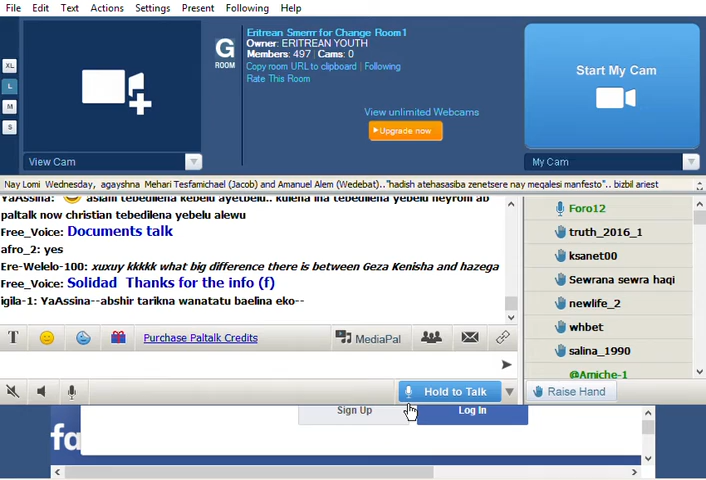 File Edit Text Actions Settings Present Following Help
Eritrean Smerrr for Change Room1
Owner: ERITREAN YOUTH
Members: 497 | Cams: 0
Copy room URL to clipboard | Following
Rate This Room
G
ROOM
XL
L
M
S
View unlimited Webcams
Upgrade now
Start My Cam
View Cam
My Cam
Nay Lomi Wednesday, agayshna Mehari Tesfamichael (Jacob) and Amanuel Alem (Wedebat).."hadish atehasasiba zenetsere nay meqalesi manfesto".. bizbil ariest
YaAssina: aslam tebedilena kebelu ayetbelu.. kulena ina tebedilena yebelu neyrom ab
paltalk now christian tebedilena yebelu alewu
Free_Voice: Documents talk
afro_2: yes
Ere-Welelo-100: xuxuy kkkkk what big difference there is between Geza Kenisha and hazega
Free_Voice: Solidad Thanks for the info (f)
igila-1: YaAssina--abshir tarikna wanatatu baelina eko--
Foro12
truth_2016_1
ksanet00
Sewrana sewra haqi
newlife_2
whbet
salina_1990
@Amiche-1
T
Purchase Paltalk Credits
MediaPal
Hold to Talk
Raise Hand
Sign Up
Log In
fa